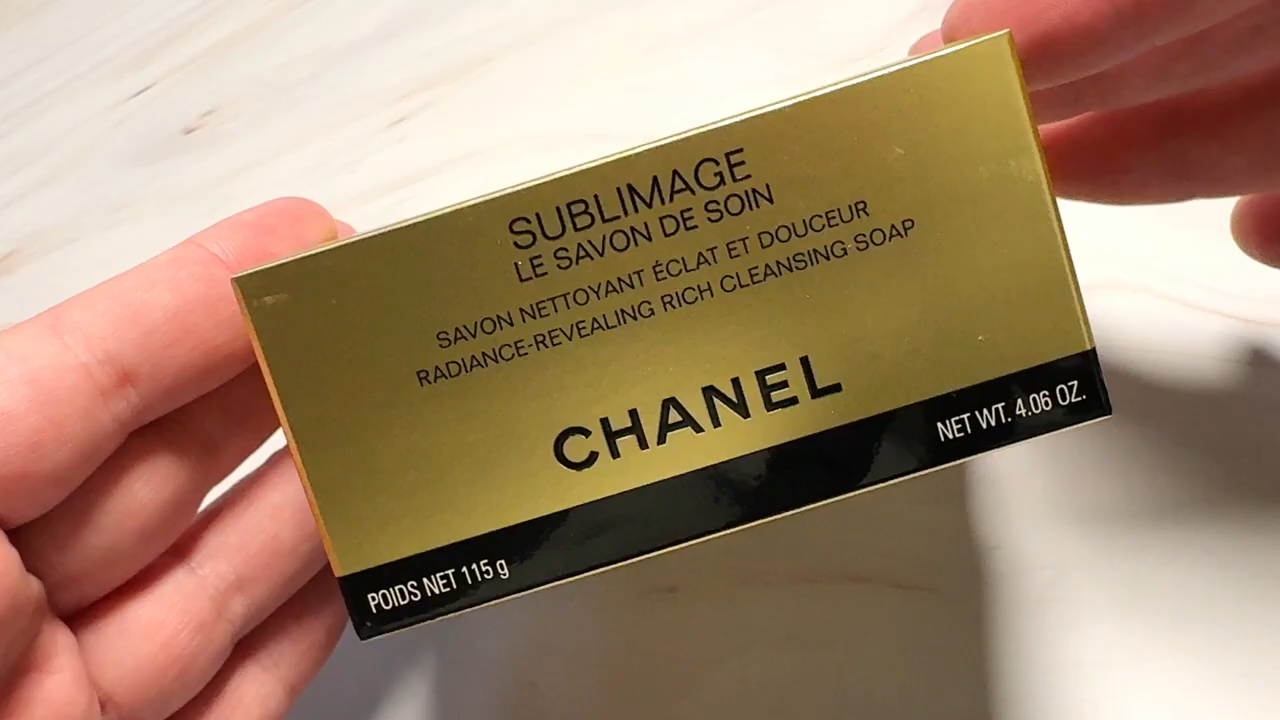 SUBLIMAGE
LE SAVON DE SOIN
SAVON NETTOYANT ÉCLAT ET DOUCEUR
RADIANCE-REVEALING RICH CLEANSING SOAP
CHANEL
POIDS NET 115 g
NET WT. 4.06 OZ.